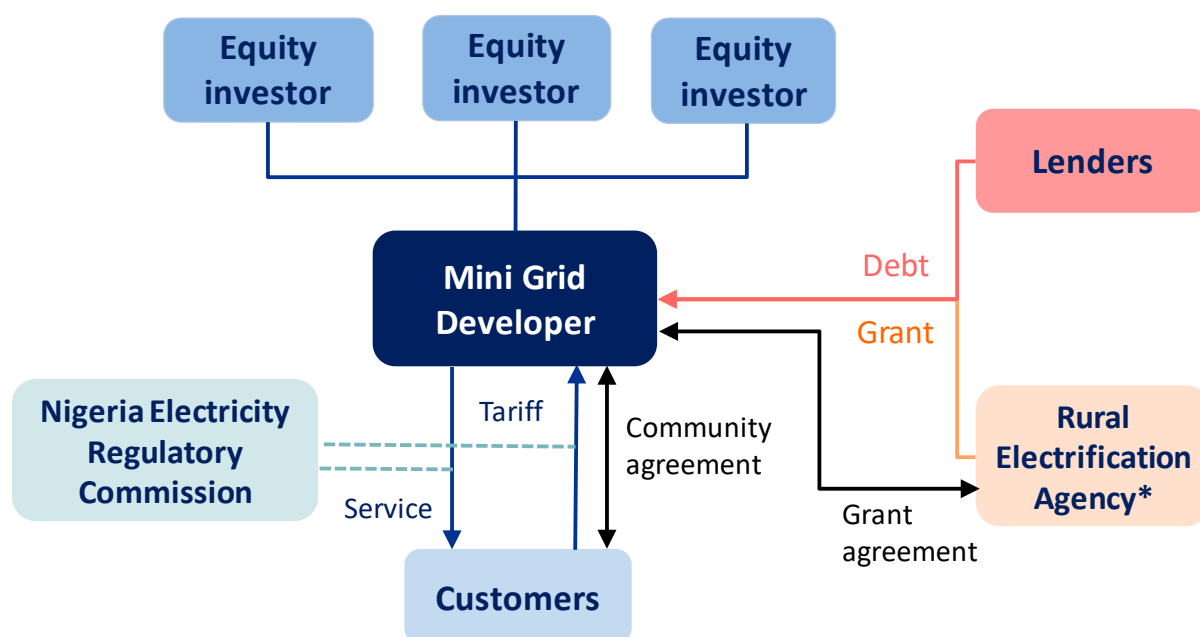 Equity
investor
Equity
investor
Equity
investor
Lenders
Mini Grid
Developer
Debt
Grant
Nigeria Electricity
Regulatory
Commission
Tariff
Service
Community
agreement
Rural
Electrification
Agency*
Grant
agreement
Customers